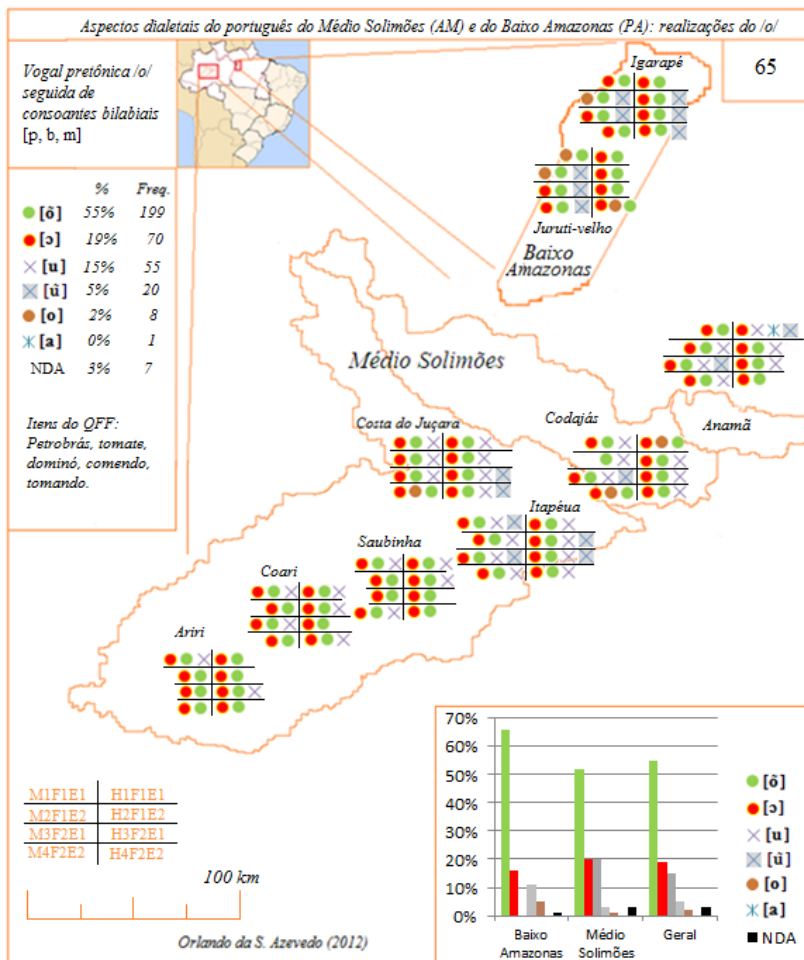 Aspectos dialetais do português do Médio Solimões (AM) e do Baixo Amazonas (PA): realizações do /o/
65
Vogal pretônica /o/
seguida de
consoantes bilabiais
[p, b, m]
% Freq.
[ô] 55% 199
[ɔ] 19% 70
[u] 15% 55
[ù] 5% 20
[o] 2% 8
[a] 0% 1
NDA 3% 7
Itens do QFF:
Petrobrás, tomate,
dominó, comendo,
tomando.
Igarapé
Juruti-velho
Baixo
Amazonas
Médio Solimões
Costa do Juçara
Codajás
Anamã
Itapéua
Saubinha
Coari
Ariri
M1F1E1 H1F1E1
M2F1E2 H2F1E2
M3F2E1 H3F2E1
M4F2E2 H4F2E2
100 km
Orlando da S. Azevedo (2012)
70%
60%
50%
40%
30%
20%
10%
0%
Baixo Amazonas
Médio Solimões
Geral
[ô]
[ɔ]
[u]
[ù]
[o]
[a]
NDA